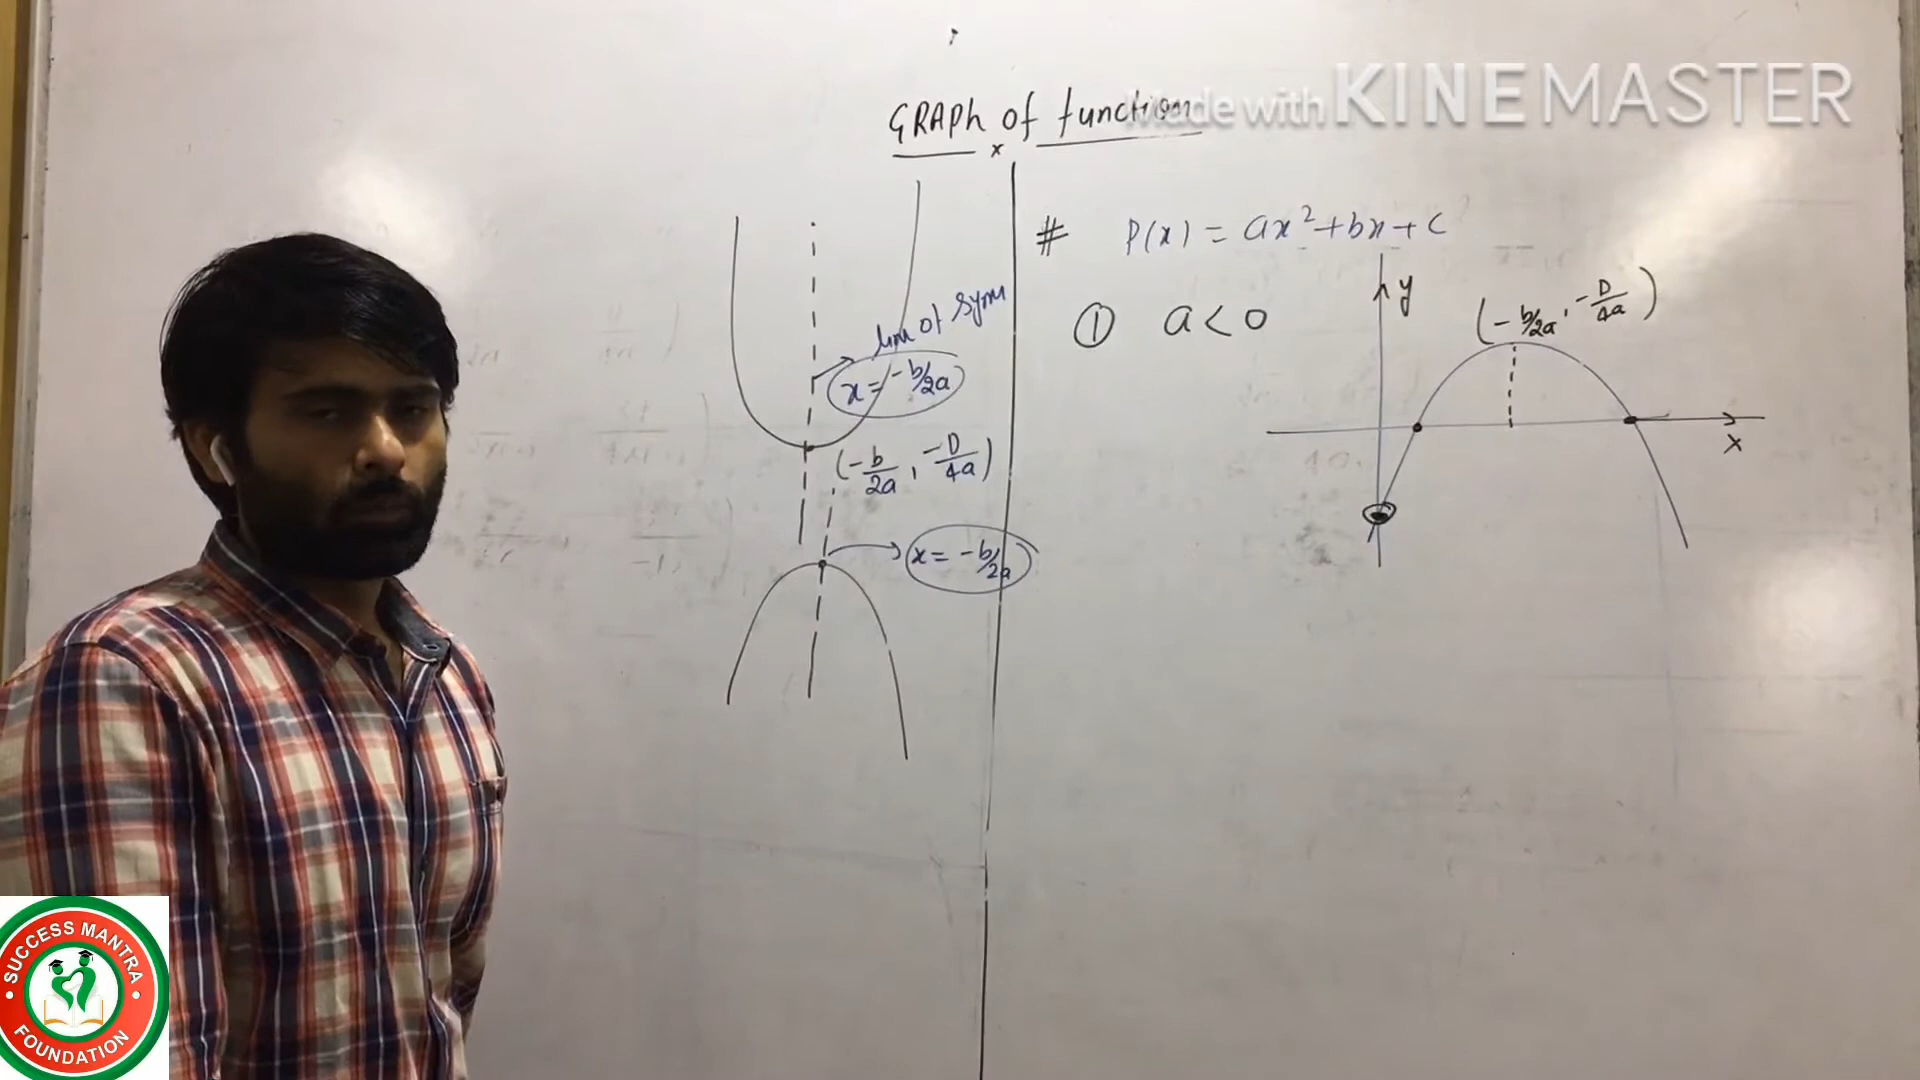 Made with KINEMASTER
GRAPh of function
x
# P(x) = ax² + bx + c
① a < 0
y
(-b/2a, -D/4a)
x
of Sym
x = -b/2a
(-b/2a, -D/4a)
x = -b/2a
SUCCESS MANTRA
FOUNDATION